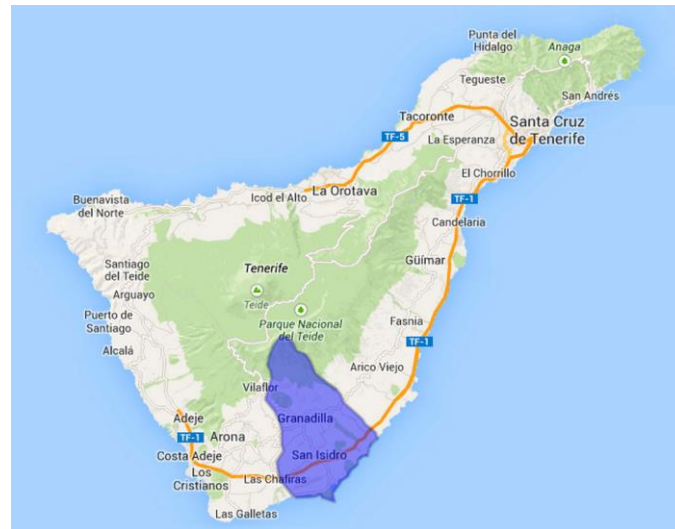 Punta del
Hidalgo
Anaga
Tegueste
San Andrés
Tacoronte
Santa Cruz
de Tenerife
TF-5
La Esperanza
El Chorrillo
Icod el Alto
La Orotava
TF-1
Buenavista
del Norte
Candelaria
Güímar
Santiago
del Teide
Tenerife
Arguayo
Teide
Puerto de
Santiago
Parque Nacional
del Teide
Fasnia
TF-1
Alcalá
Arico Viejo
Vilaflor
Granadilla
Adeje
Arona
TF-1
Costa Adeje
San Isidro
Los
Cristianos
Las Chafiras
Las Galletas